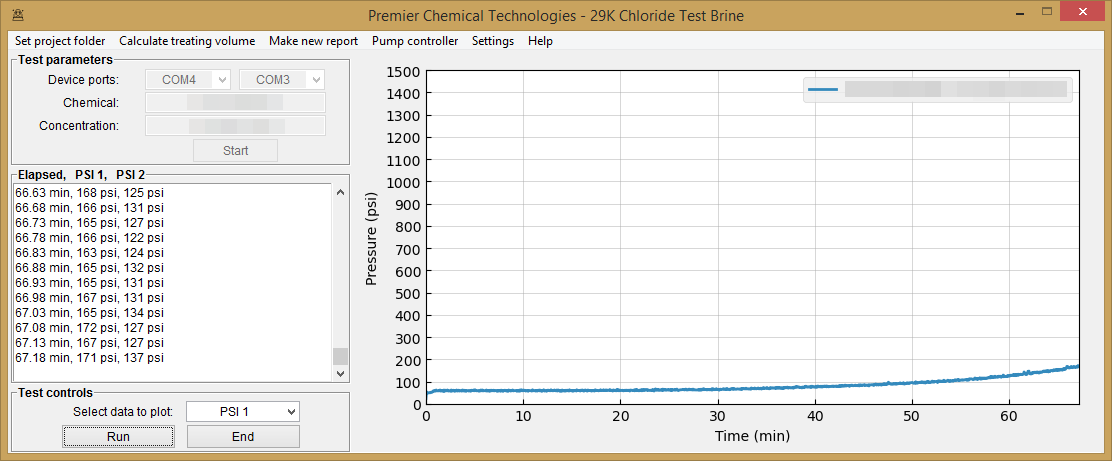 Premier Chemical Technologies - 29K Chloride Test Brine
Set project folder Calculate treating volume Make new report Pump controller Settings Help
Test parameters
Device ports: COM4 COM3
Chemical:
Concentration:
Start
Elapsed, PSI 1, PSI 2
66.63 min, 168 psi, 125 psi
66.68 min, 166 psi, 131 psi
66.73 min, 165 psi, 127 psi
66.78 min, 166 psi, 122 psi
66.83 min, 163 psi, 124 psi
66.88 min, 165 psi, 132 psi
66.93 min, 165 psi, 131 psi
66.98 min, 167 psi, 131 psi
67.03 min, 165 psi, 134 psi
67.08 min, 172 psi, 127 psi
67.13 min, 167 psi, 127 psi
67.18 min, 171 psi, 137 psi
Test controls
Select data to plot: PSI 1
Run End
1500
1400
1300
1200
1100
1000
900
800
700
600
500
400
300
200
100
0
Pressure (psi)
0 10 20 30 40 50 60
Time (min)